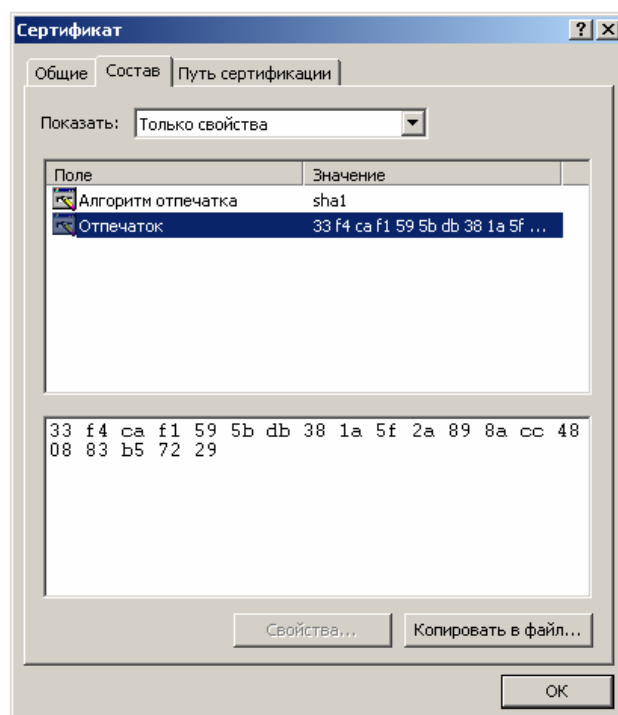 Сертификат
Общие Состав Путь сертификации
Показать: Только свойства
Поле Значение
Алгоритм отпечатка sha1
Отпечаток 33 f4 ca f1 59 5b db 38 1a 5f ...
33 f4 ca f1 59 5b db 38 1a 5f 2a 89 8a cc 48
08 83 b5 72 29
Свойства... Копировать в файл...
ОК